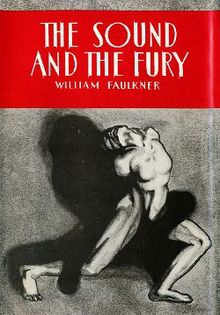 THE SOUND
AND THE FURY
WILLIAM FAULKNER